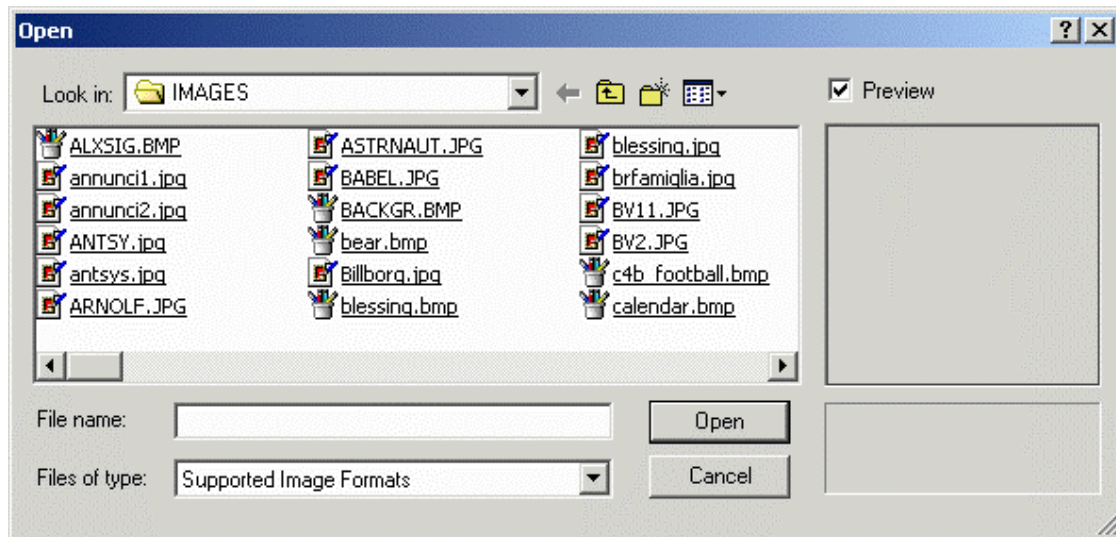 Open
Look in: IMAGES
Preview
ALXSIG.BMP
annunci1.jpg
annunci2.jpg
ANTSY.jpg
antsys.jpg
ARNOLF.JPG
ASTRNAUT.JPG
BABEL.JPG
BACKGR.BMP
bear.bmp
Billborg.jpg
blessing.bmp
blessing.jpg
brfamiglia.jpg
BV11.JPG
BV2.JPG
c4b_football.bmp
calendar.bmp
File name:
Open
Files of type: Supported Image Formats
Cancel